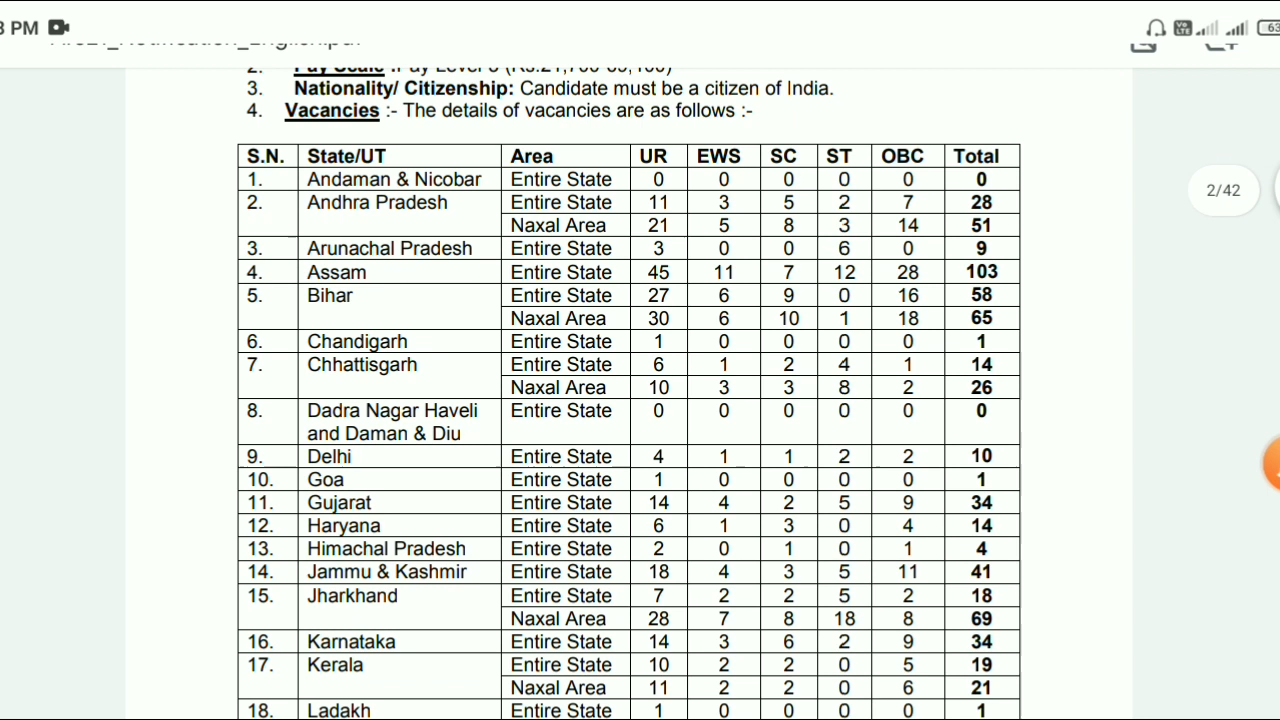 3 PM 63
2. Pay Scale :
3. Nationality/ Citizenship: Candidate must be a citizen of India.
4. Vacancies :- The details of vacancies are as follows :-
S.N. State/UT Area UR EWS SC ST OBC Total
1. Andaman & Nicobar Entire State 0 0 0 0 0 0
2/42
2. Andhra Pradesh Entire State 11 3 5 2 7 28
Naxal Area 21 5 8 3 14 51
3. Arunachal Pradesh Entire State 3 0 0 6 0 9
4. Assam Entire State 45 11 7 12 28 103
5. Bihar Entire State 27 6 9 0 16 58
Naxal Area 30 6 10 1 18 65
6. Chandigarh Entire State 1 0 0 0 0 1
7. Chhattisgarh Entire State 6 1 2 4 1 14
Naxal Area 10 3 3 8 2 26
8. Dadra Nagar Haveli Entire State 0 0 0 0 0 0
and Daman & Diu
9. Delhi Entire State 4 1 1 2 2 10
10. Goa Entire State 1 0 0 0 0 1
11. Gujarat Entire State 14 4 2 5 9 34
12. Haryana Entire State 6 1 3 0 4 14
13. Himachal Pradesh Entire State 2 0 1 0 1 4
14. Jammu & Kashmir Entire State 18 4 3 5 11 41
15. Jharkhand Entire State 7 2 2 5 2 18
Naxal Area 28 7 8 18 8 69
16. Karnataka Entire State 14 3 6 2 9 34
17. Kerala Entire State 10 2 2 0 5 19
Naxal Area 11 2 2 0 6 21
18. Ladakh Entire State 1 0 0 0 0 1